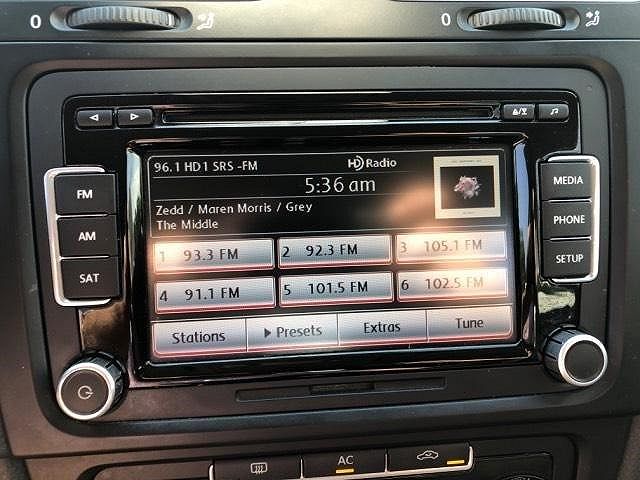 0
0
96.1 HD1 SRS -FM
HD Radio
5:36 am
Zedd / Maren Morris / Grey
The Middle
1 93.3 FM
2 92.3 FM
3 105.1 FM
4 91.1 FM
5 101.5 FM
6 102.5 FM
Stations
Presets
Extras
Tune
FM
AM
SAT
MEDIA
PHONE
SETUP
AC